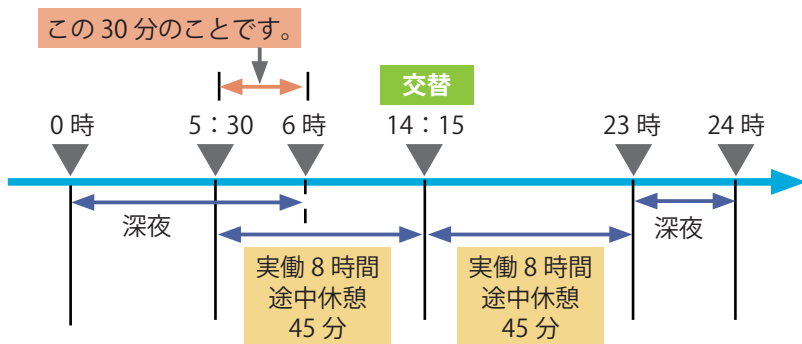 この 30 分のことです。
交替
0 時
5：30
6 時
14：15
23 時
24 時
深夜
深夜
実働 8 時間
途中休憩
45 分
実働 8 時間
途中休憩
45 分